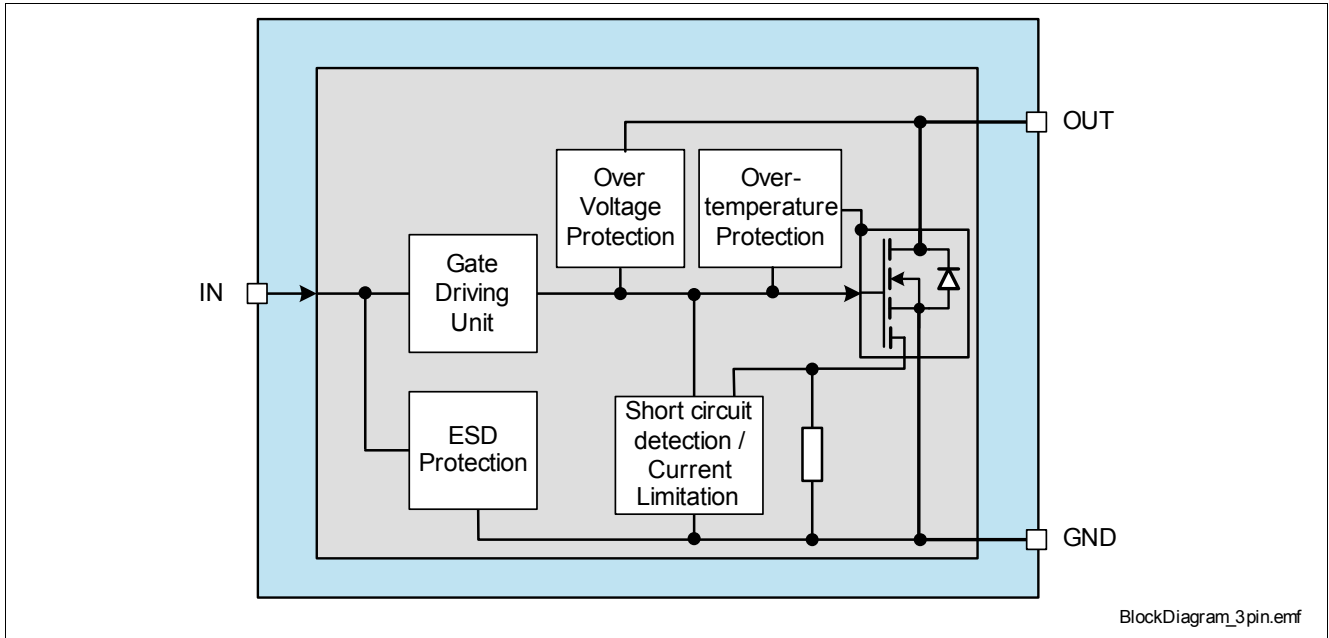 OUT
Over
Voltage
Protection
Over-
temperature
Protection
IN
Gate
Driving
Unit
ESD
Protection
Short circuit
detection /
Current
Limitation
GND
BlockDiagram_3pin.emf